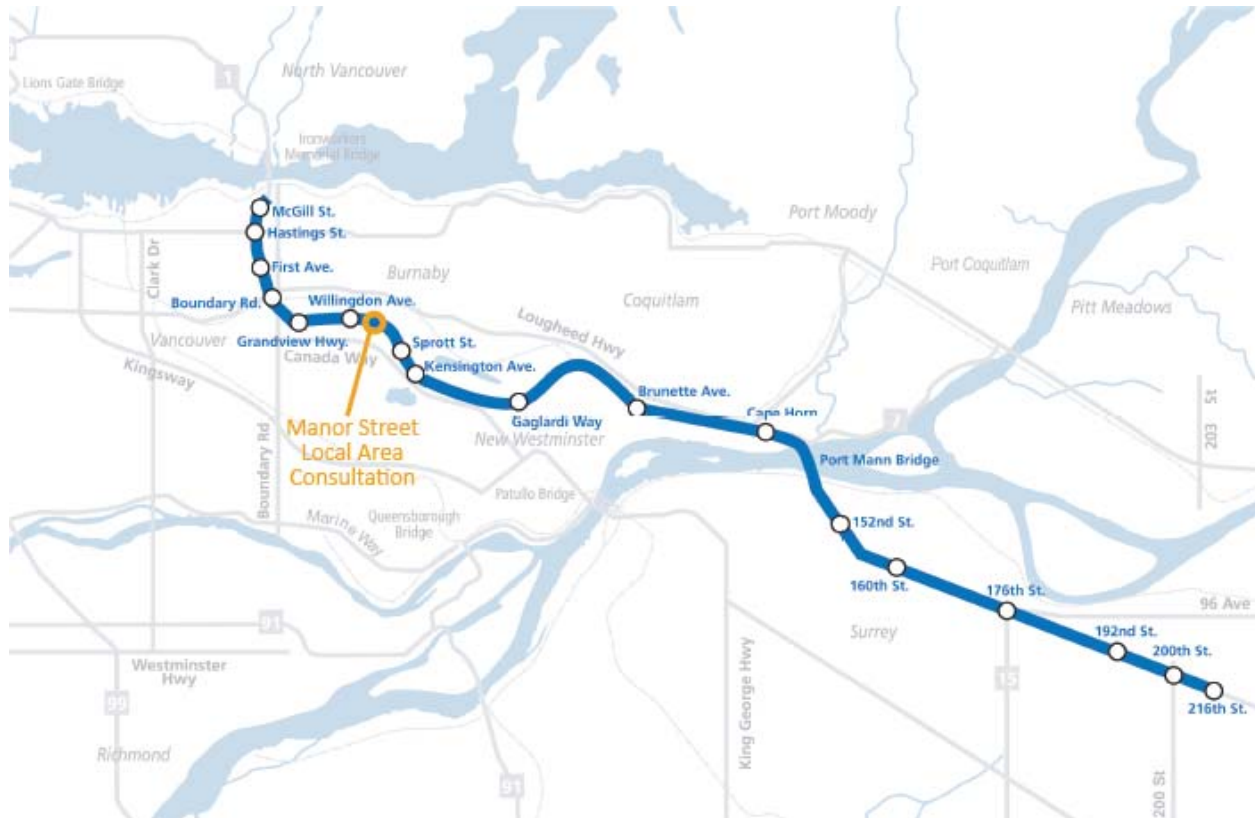 North Vancouver
1
Lions Gate Bridge
Ironworkers
Memorial Bridge
McGill St.
Hastings St.
Port Moody
Clark Dr
First Ave.
Burnaby
Port Coquitlam
Boundary Rd.
Willingdon Ave.
Coquitlam
Pitt Meadows
Lougheed Hwy
Vancouver
Grandview Hwy.
Canada Way
Sprott St.
Kingsway
Kensington Ave.
Brunette Ave.
203 St
Gaglardi Way
Cape Horn
7
Manor Street
Local Area
Consultation
New Westminster
Port Mann Bridge
Boundary Rd
Patullo Bridge
Marine Way
Queensborough
Bridge
152nd St.
160th St.
176th St.
96 Ave
91
Surrey
192nd St.
200th St.
Westminster
Hwy
15
99
216th St.
King George Hwy
Richmond
91
200 St